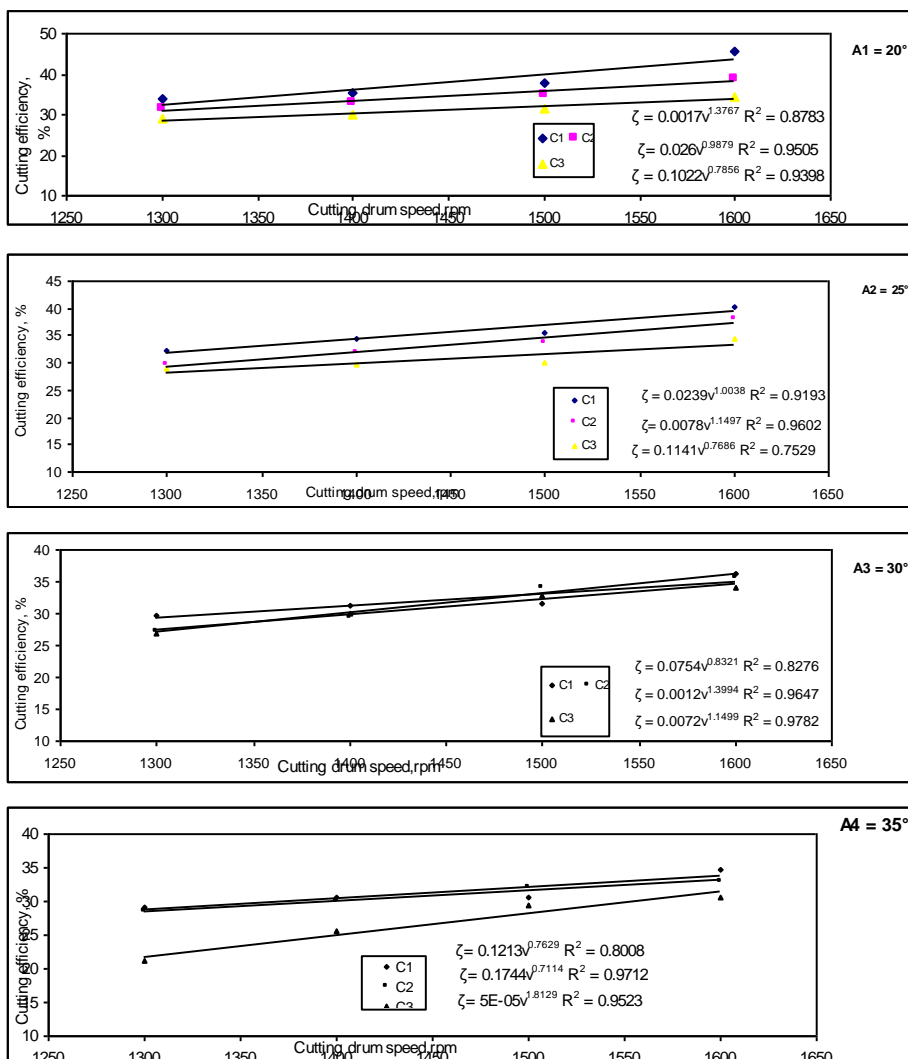 A1 = 20°
Cutting efficiency, %
50
40
30
20
10
C1 C2
C3
ζ = 0.0017v^1.3767 R² = 0.8783
ζ= 0.026v^0.9879 R² = 0.9505
ζ = 0.1022v^0.7856 R² = 0.9398
1250 1300 1350 1400 1450 1500 1550 1600 1650
Cutting drum speed,rpm
A2 = 25°
Cutting efficiency, %
45
40
35
30
25
20
15
10
C1
C2
C3
ζ = 0.0239v^1.0038 R² = 0.9193
ζ= 0.0078v^1.1497 R² = 0.9602
ζ = 0.1141v^0.7686 R² = 0.7529
1250 1300 1350 1400 1450 1500 1550 1600 1650
Cutting drum speed,rpm
A3 = 30°
Cutting efficiency, %
40
35
30
25
20
15
10
C1 C2
C3
ζ = 0.0754v^0.8321 R² = 0.8276
ζ = 0.0012v^1.3994 R² = 0.9647
ζ = 0.0072v^1.1499 R² = 0.9782
1250 1300 1350 1400 1450 1500 1550 1600 1650
Cutting drum speed,rpm
A4 = 35°
Cutting efficiency, %
40
35
30
25
20
15
10
C1
C2
C3
ζ= 0.1213v^0.7629 R² = 0.8008
ζ = 0.1744v^0.7114 R² = 0.9712
ζ = 5E-05v^1.8129 R² = 0.9523
1250 1300 1350 1400 1450 1500 1550 1600 1650
Cutting drum speed,rpm